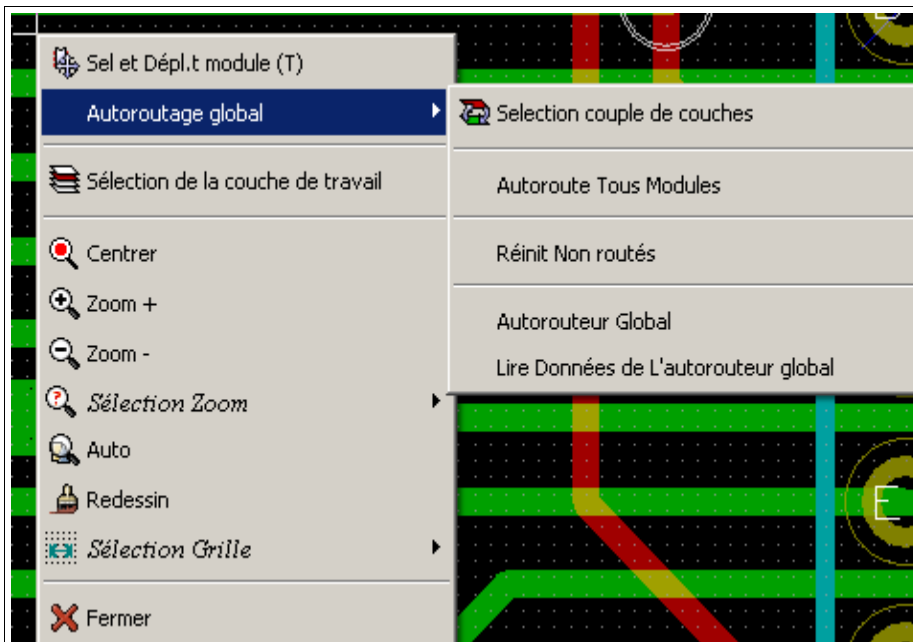 Sel et Dépl.t module (T)
Autoroutage global
Sélection de la couche de travail
Centrer
Zoom +
Zoom -
Sélection Zoom
Auto
Redessin
Sélection Grille
Fermer
Selection couple de couches
Autoroute Tous Modules
Réinit Non routés
Autorouteur Global
Lire Données de L'autorouteur global
E